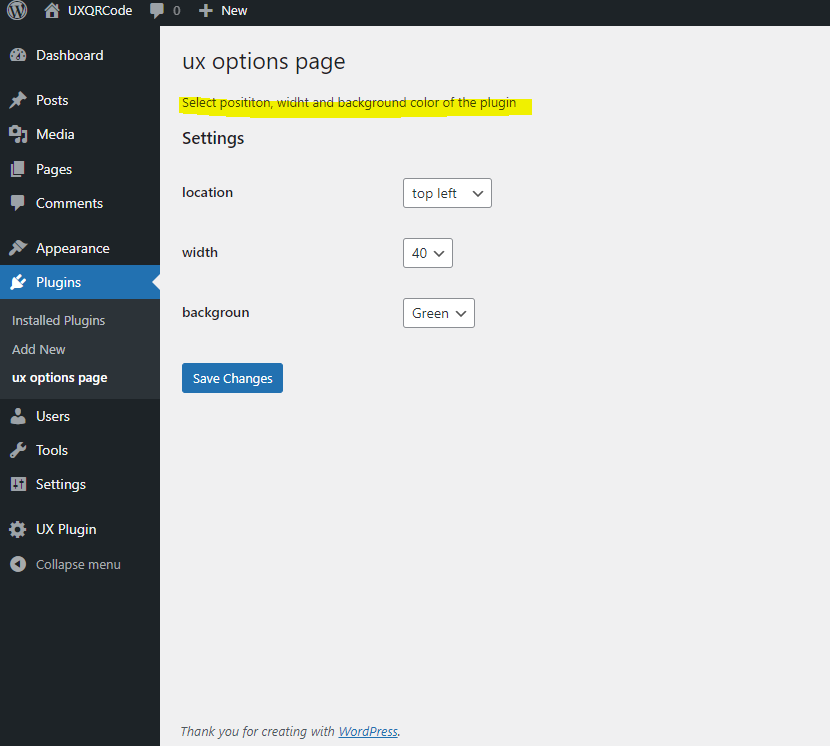 UXQRCode 0 New
Dashboard
Posts
Media
Pages
Comments
Appearance
Plugins
Installed Plugins
Add New
ux options page
Users
Tools
Settings
UX Plugin
Collapse menu
ux options page
Select posititon, widht and background color of the plugin
Settings
location top left
width 40
backgroun Green
Save Changes
Thank you for creating with WordPress.